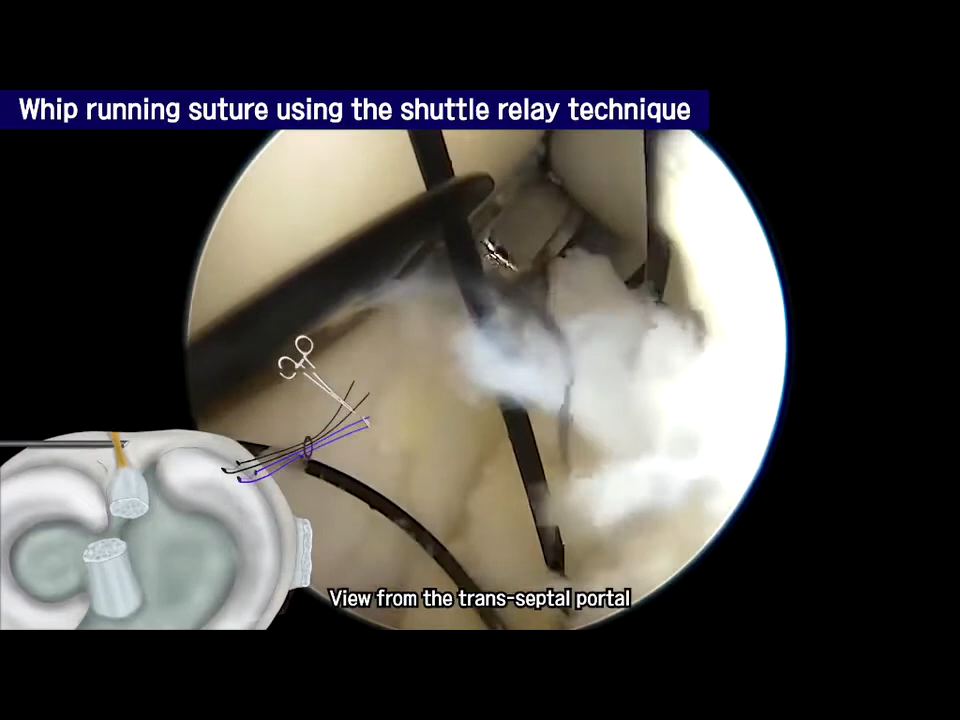 Whip running suture using the shuttle relay technique
View from the trans-septal portal